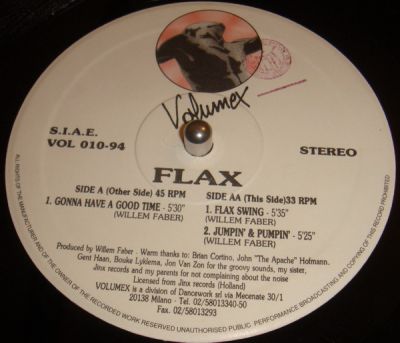 Volumex
S.I.A.E.
VOL 010-94
STEREO
FLAX
SIDE A (Other Side) 45 RPM
1. GONNA HAVE A GOOD TIME - 5'30"
(WILLEM FABER)
SIDE AA (This Side)33 RPM
1. FLAX SWING - 5'35"
(WILLEM FABER)
2. JUMPIN' & PUMPIN' - 5'25"
(WILLEM FABER)
Produced by Willem Faber . Warm thanks to: Brian Cortino, John "The Apache" Hofmann.
Gent Haan, Bouke Lyklema, Jon Van Zon for the groovy sounds, my sister,
Jinx records and my parents for not complaining about the noise
Licensed from Jinx records (Holland)
VOLUMEX is a division of Dancework srl via Mecenate 30/1
20138 Milano - Tel. 02/58013340-50
Fax. 02/58013293
ALL RIGHTS OF THE MANUFACTURER AND OF THE OWNER OF THE RECORDED WORK RESERVED UNAUTHORISED PUBLIC PERFORMANCE BROADCASTING AND COPYING OF THIS RECORD PROHIBITED